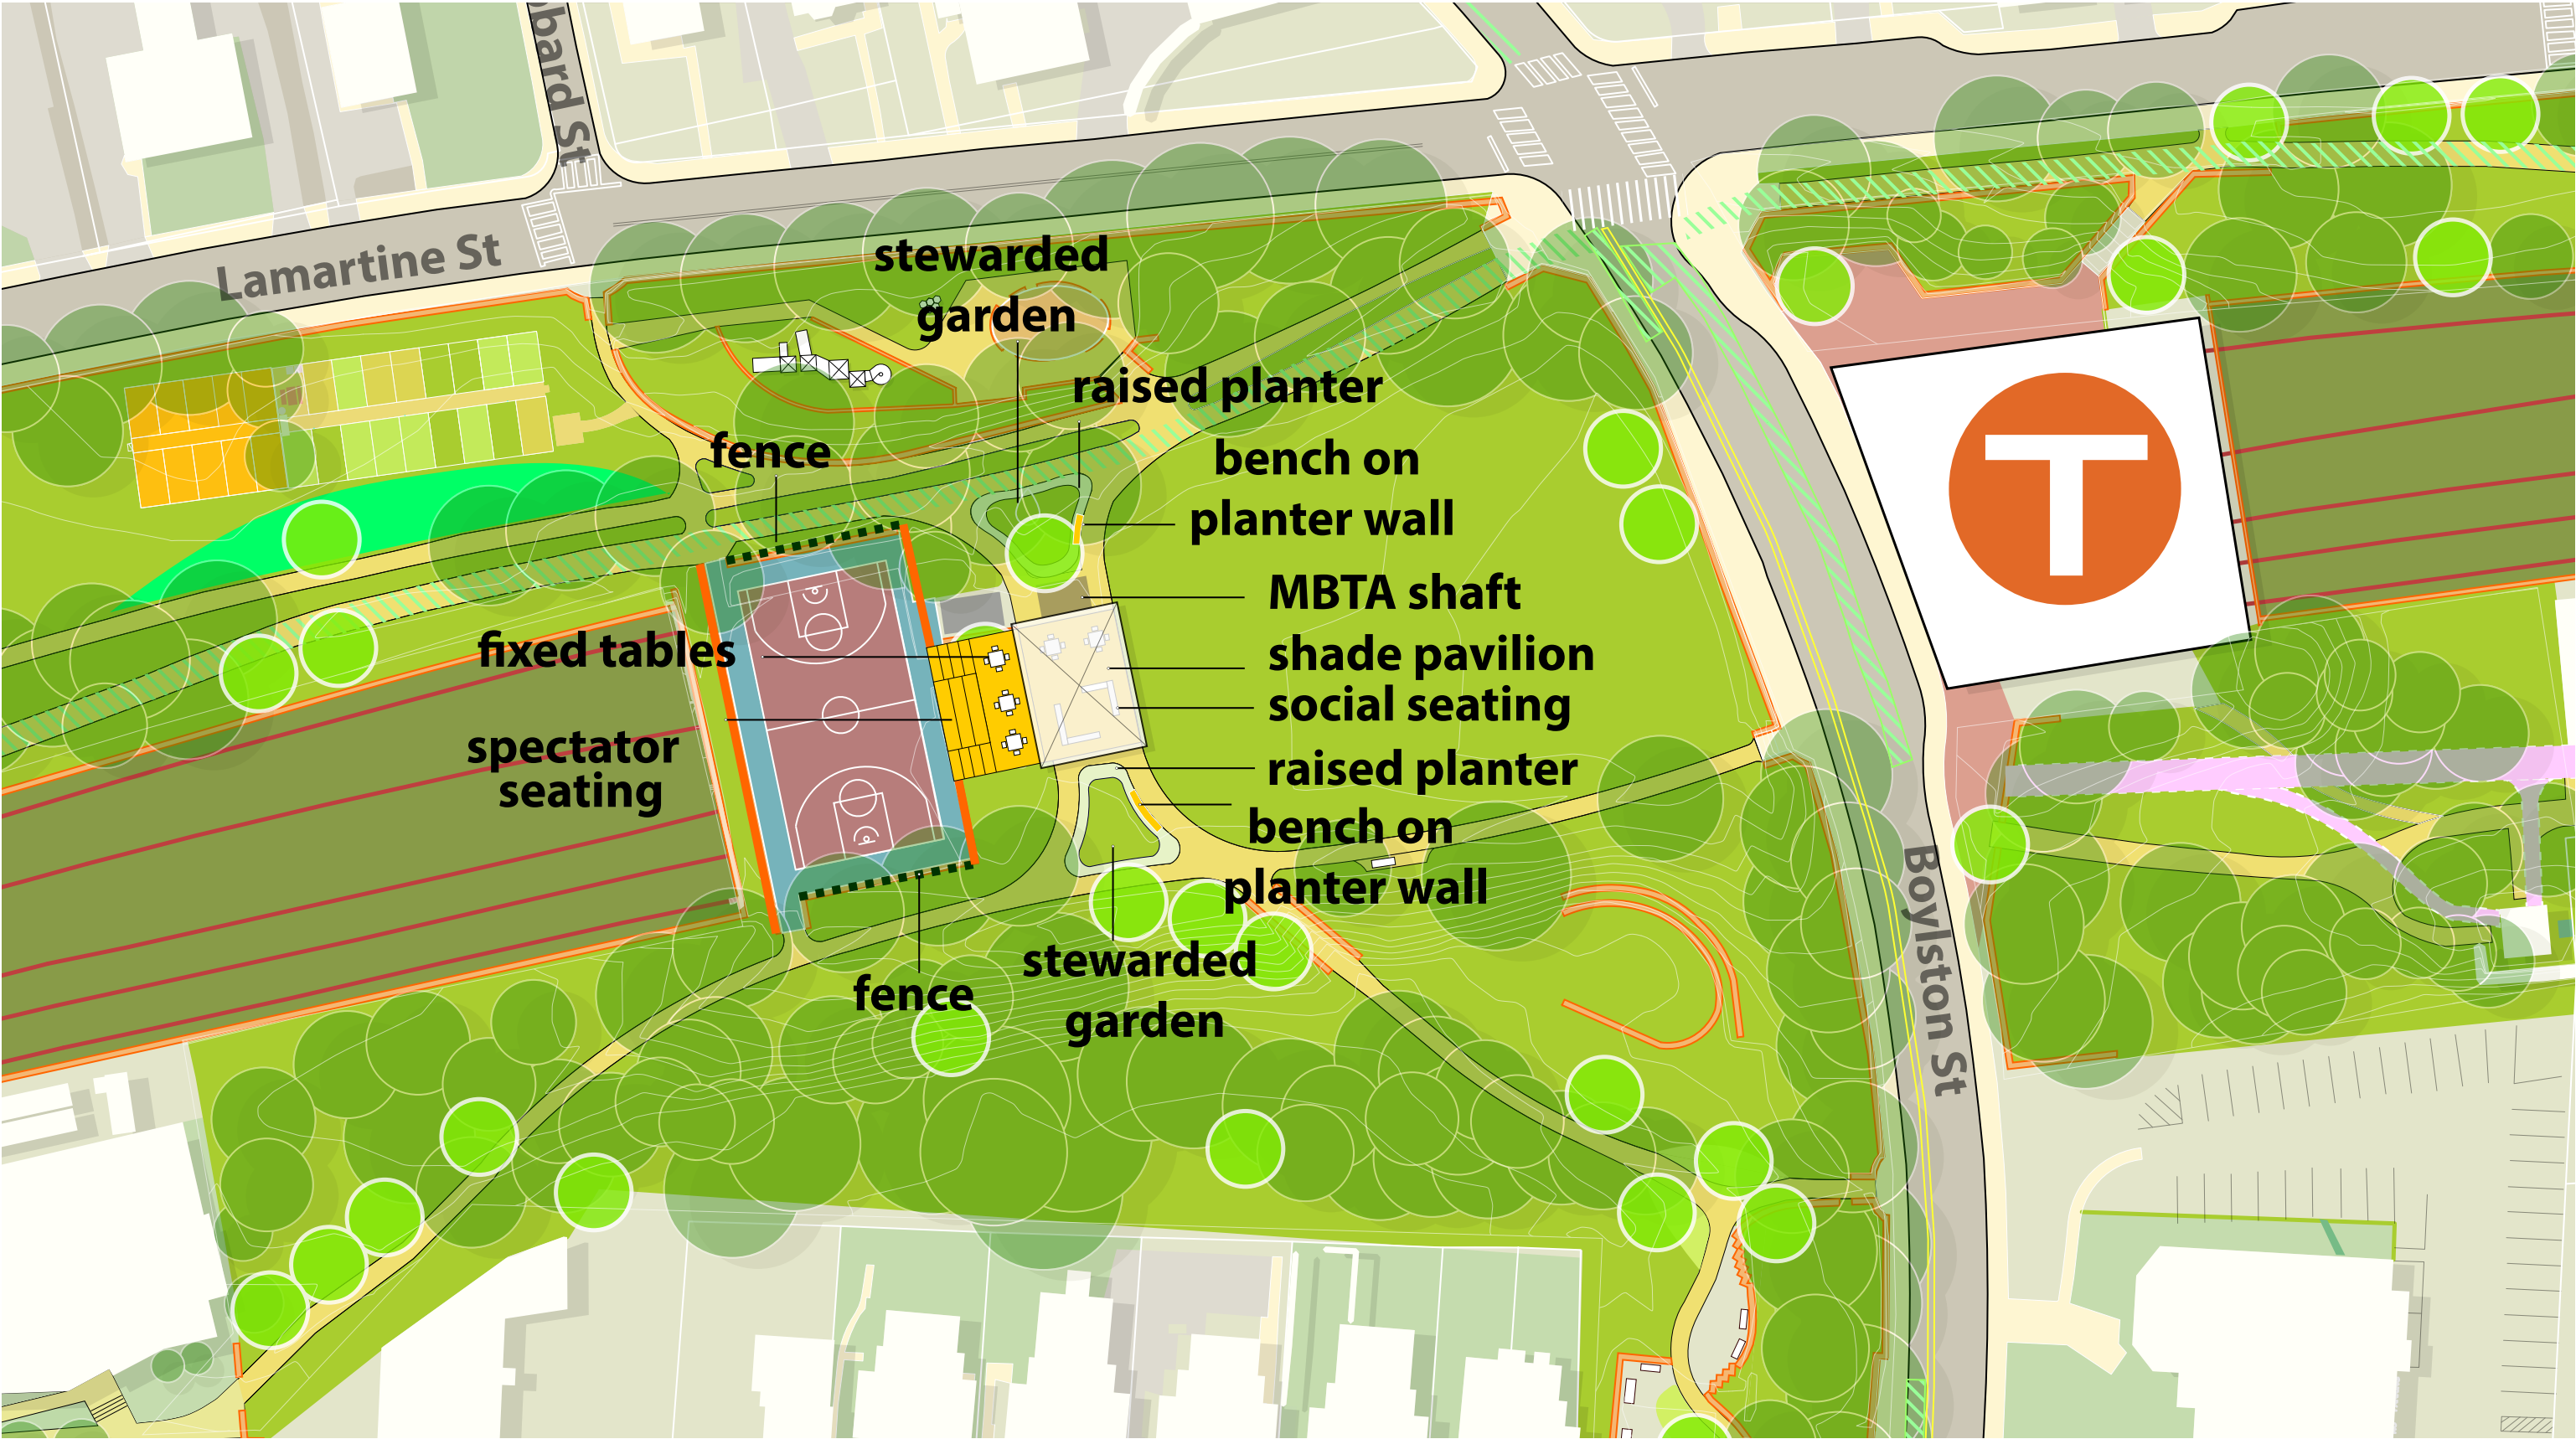 bbard St
Lamartine St
stewarded
garden
raised planter
fence
bench on
planter wall
MBTA shaft
fixed tables
shade pavilion
social seating
spectator
seating
raised planter
bench on
planter wall
stewarded
garden
fence
T
Boylston St